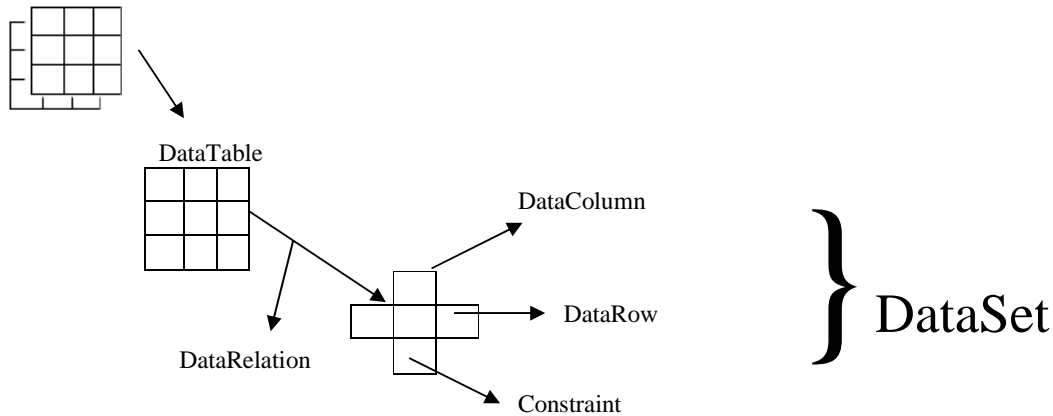 DataTable
DataColumn
DataRow
DataSet
DataRelation
Constraint